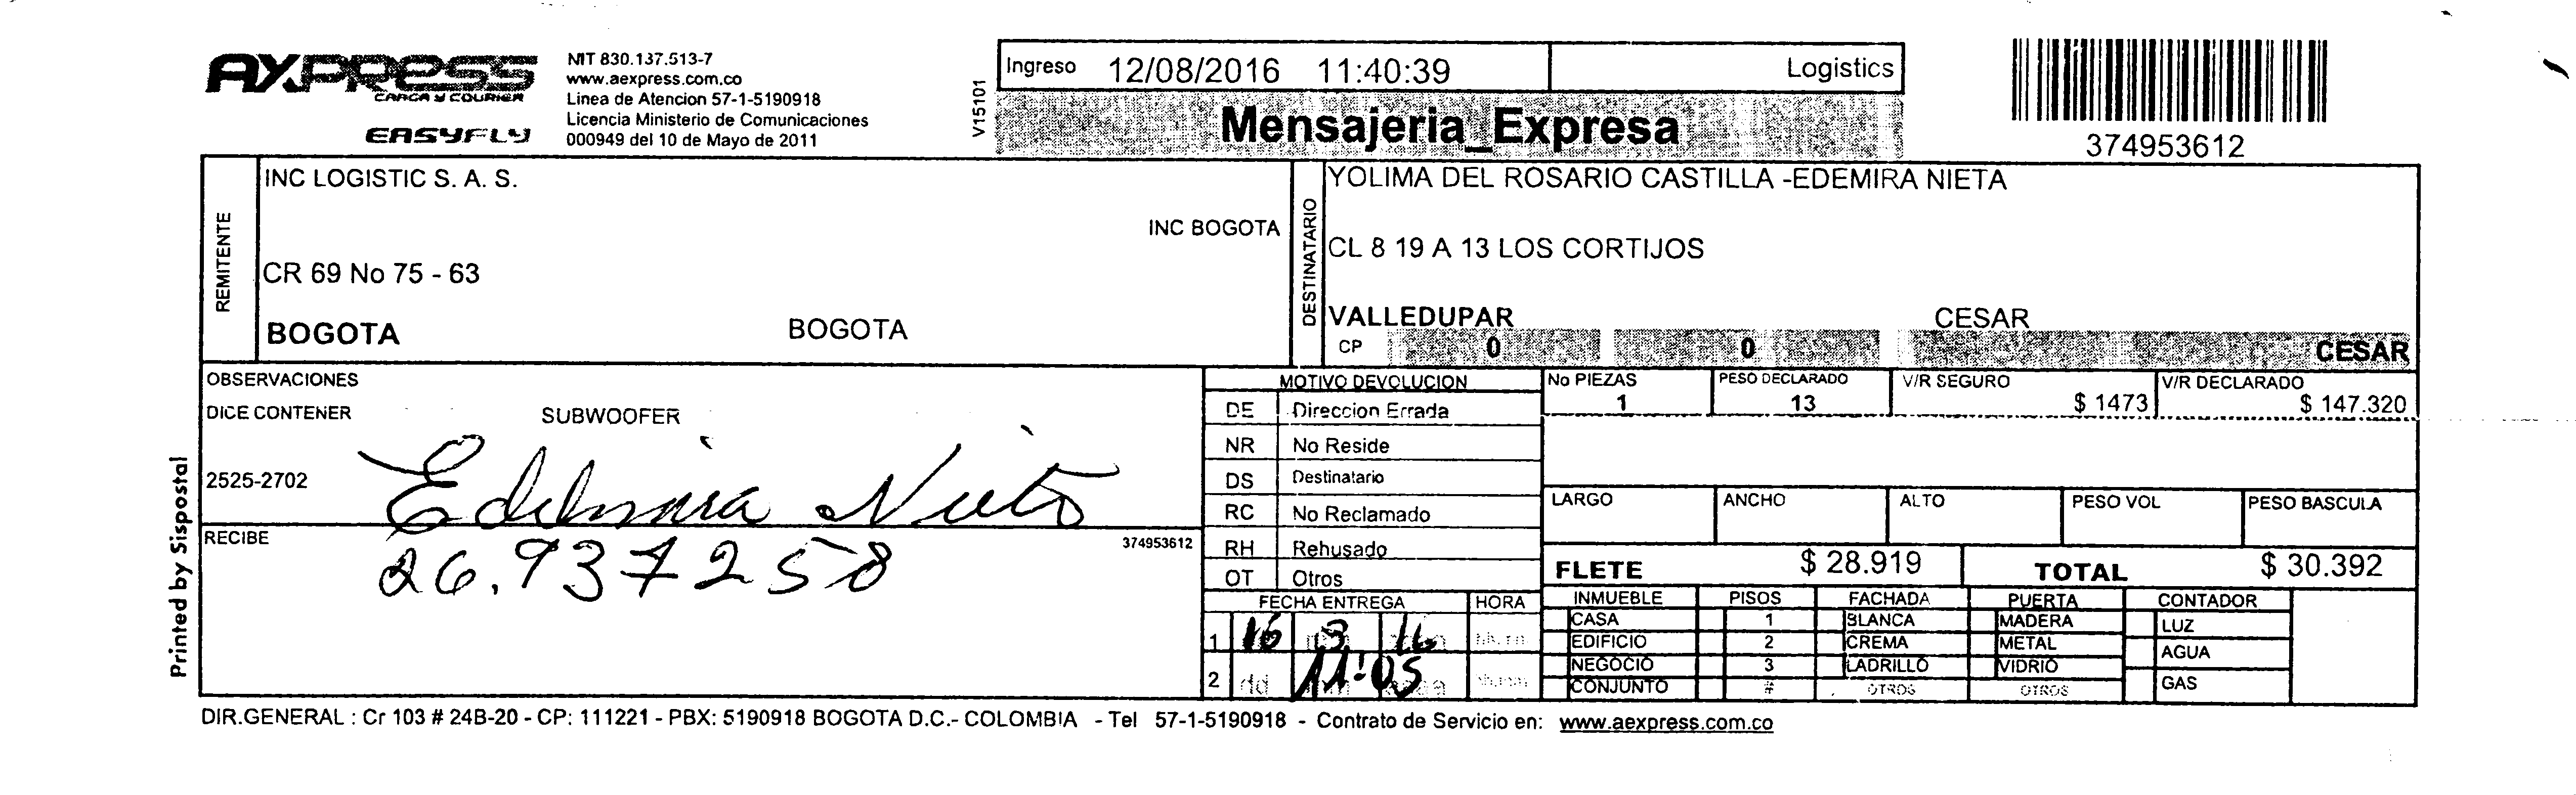 AXPRESS
CARGA Y COURIER
EASYFLY
NIT 830.137.513-7
www.aexpress.com.co
Linea de Atencion 57-1-5190918
Licencia Ministerio de Comunicaciones
000949 del 10 de Mayo de 2011
V15101
Ingreso 12/08/2016 11:40:39 Logistics
Mensajeria_Expresa
374953612
REMITENTE
INC LOGISTIC S. A. S.
INC BOGOTA
CR 69 No 75 - 63
BOGOTA BOGOTA
DESTINATARIO
YOLIMA DEL ROSARIO CASTILLA -EDEMIRA NIETA
CL 8 19 A 13 LOS CORTIJOS
VALLEDUPAR CESAR
CP 0 0 CESAR
OBSERVACIONES
DICE CONTENER SUBWOOFER
2525-2702
Edelmira Nieto
RECIBE 374953612
26.937258
MOTIVO DEVOLUCION
DE Direccion Errada
NR No Reside
DS Destinatario
RC No Reclamado
RH Rehusado
OT Otros
FECHA ENTREGA HORA
1 16 8 16
2 dd 11:05
No PIEZAS PESO DECLARADO V/R SEGURO V/R DECLARADO
1 13 $ 1473 $ 147.320
LARGO ANCHO ALTO PESO VOL PESO BASCULA
FLETE $ 28.919 TOTAL $ 30.392
INMUEBLE PISOS FACHADA PUERTA CONTADOR
CASA 1 BLANCA MADERA LUZ
EDIFICIO 2 CREMA METAL AGUA
NEGOCIO 3 LADRILLO VIDRIO
CONJUNTO # OTROS OTROS GAS
Printed by Sispostal
DIR.GENERAL : Cr 103 # 24B-20 - CP: 111221 - PBX: 5190918 BOGOTA D.C.- COLOMBIA - Tel 57-1-5190918 - Contrato de Servicio en: www.aexpress.com.co